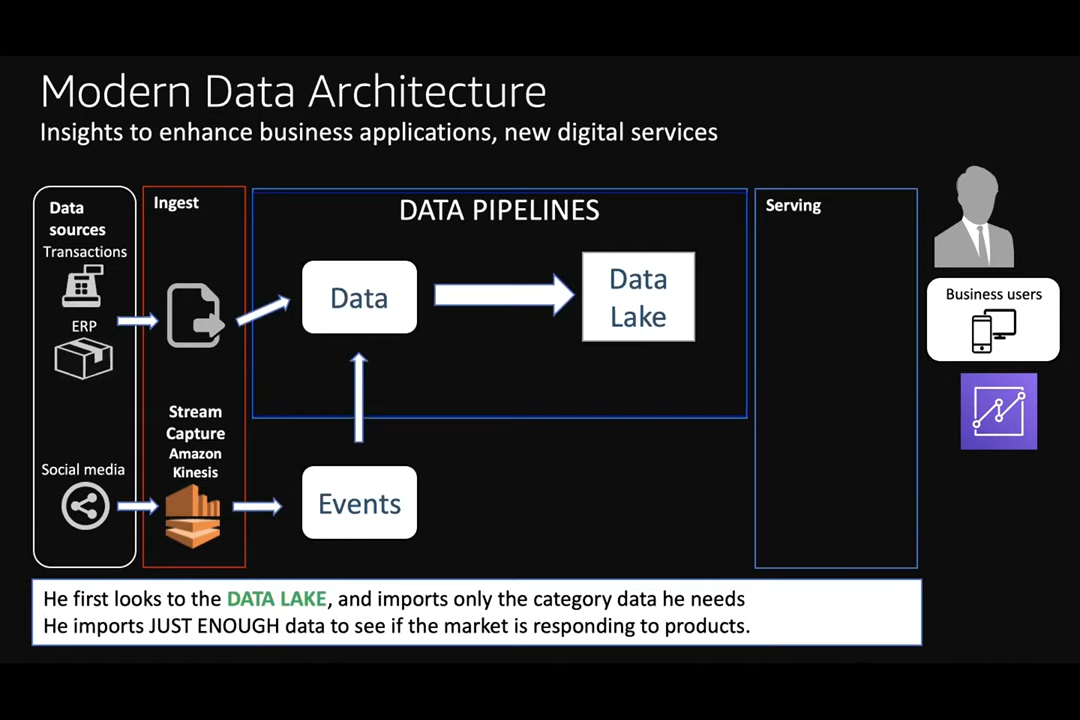 Modern Data Architecture
Insights to enhance business applications, new digital services
Data
sources
Transactions
ERP
Social media
Ingest
Stream
Capture
Amazon
Kinesis
DATA PIPELINES
Data
Data
Lake
Events
Serving
Business users
He first looks to the DATA LAKE, and imports only the category data he needs
He imports JUST ENOUGH data to see if the market is responding to products.